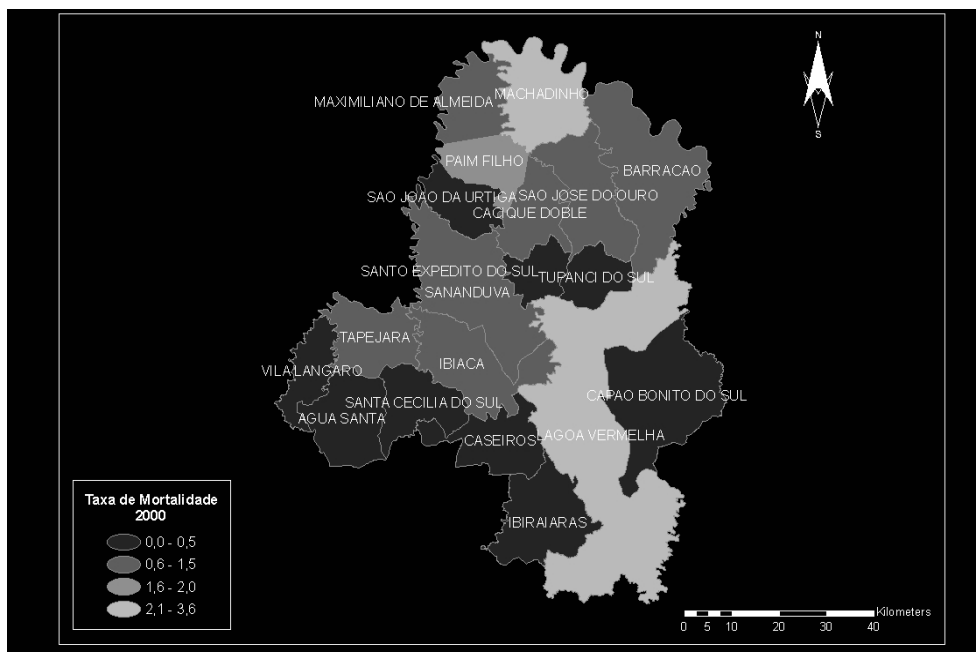 N
S
MACHADINHO
MAXIMILIANO DE ALMEIDA
PAIM FILHO
BARRACAO
SAO JOÃO DA URTIGA
SAO JOSE DO OURO
CACIQUE DOBLE
SANTO EXPEDITO DO SUL
TUPANCI DO SUL
SANANDUVA
TAPEJARA
IBIACA
VILA LANGARO
SANTA CECILIA DO SUL
CAPAO BONITO DO SUL
AGUA SANTA
CASEIROS
LAGOA VERMELHA
IBIRAIARAS
Taxa de Mortalidade
2000
0,0 - 0,5
0,6 - 1,5
1,6 - 2,0
2,1 - 3,6
Kilometers
0 5 10 20 30 40